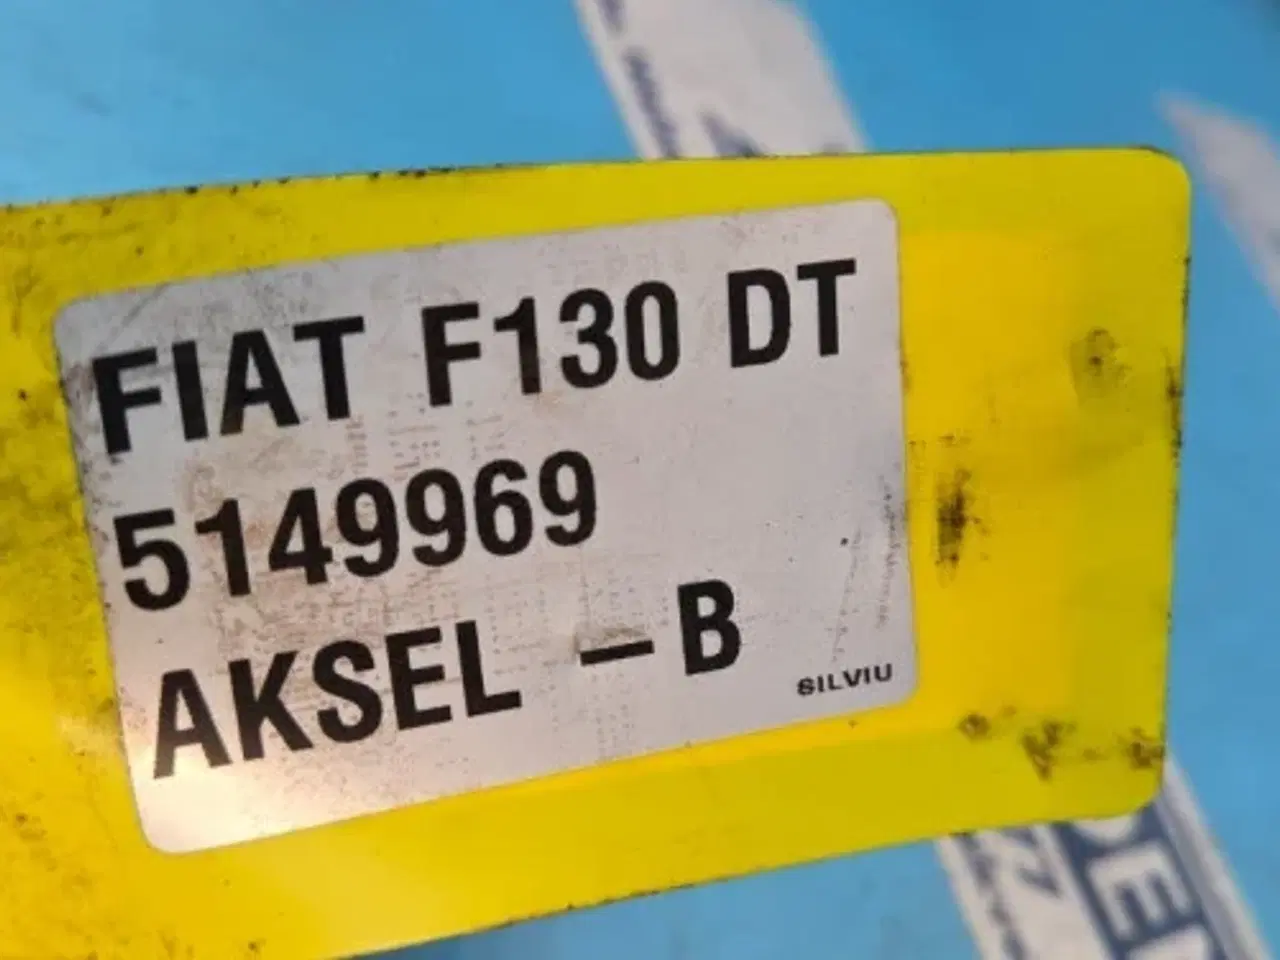 FIAT F130 DT
5149969
AKSEL – B
SILVIU